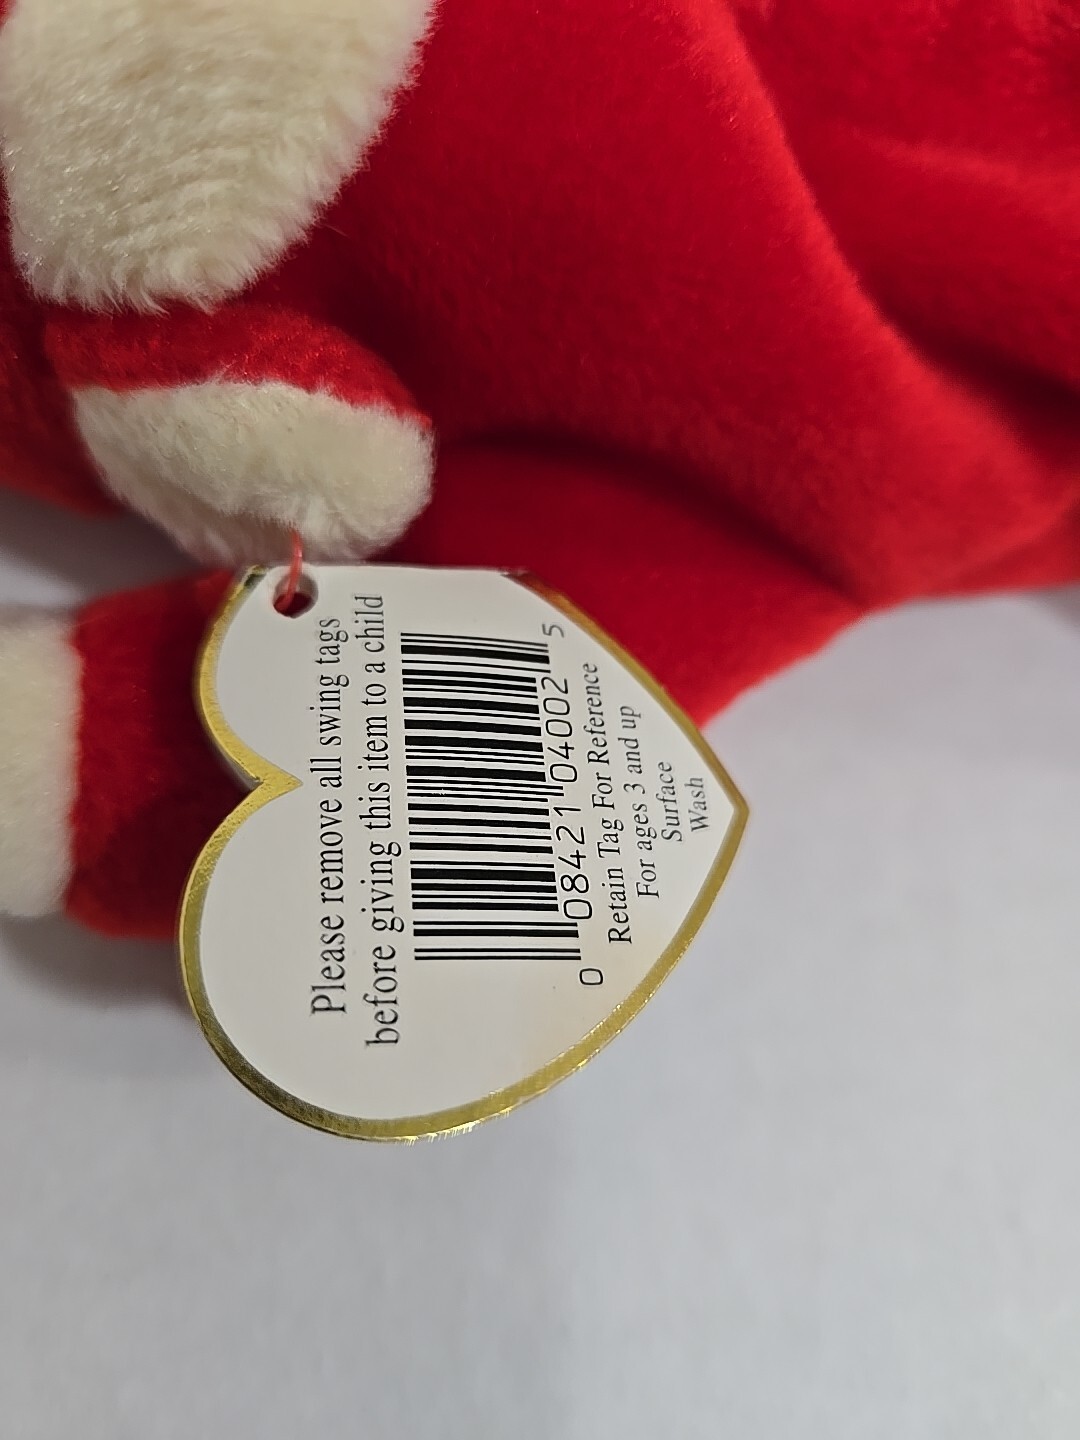 Please remove all swing tags
before giving this item to a child
0 08421 04002 5
Retain Tag For Reference
For ages 3 and up
Surface
Wash